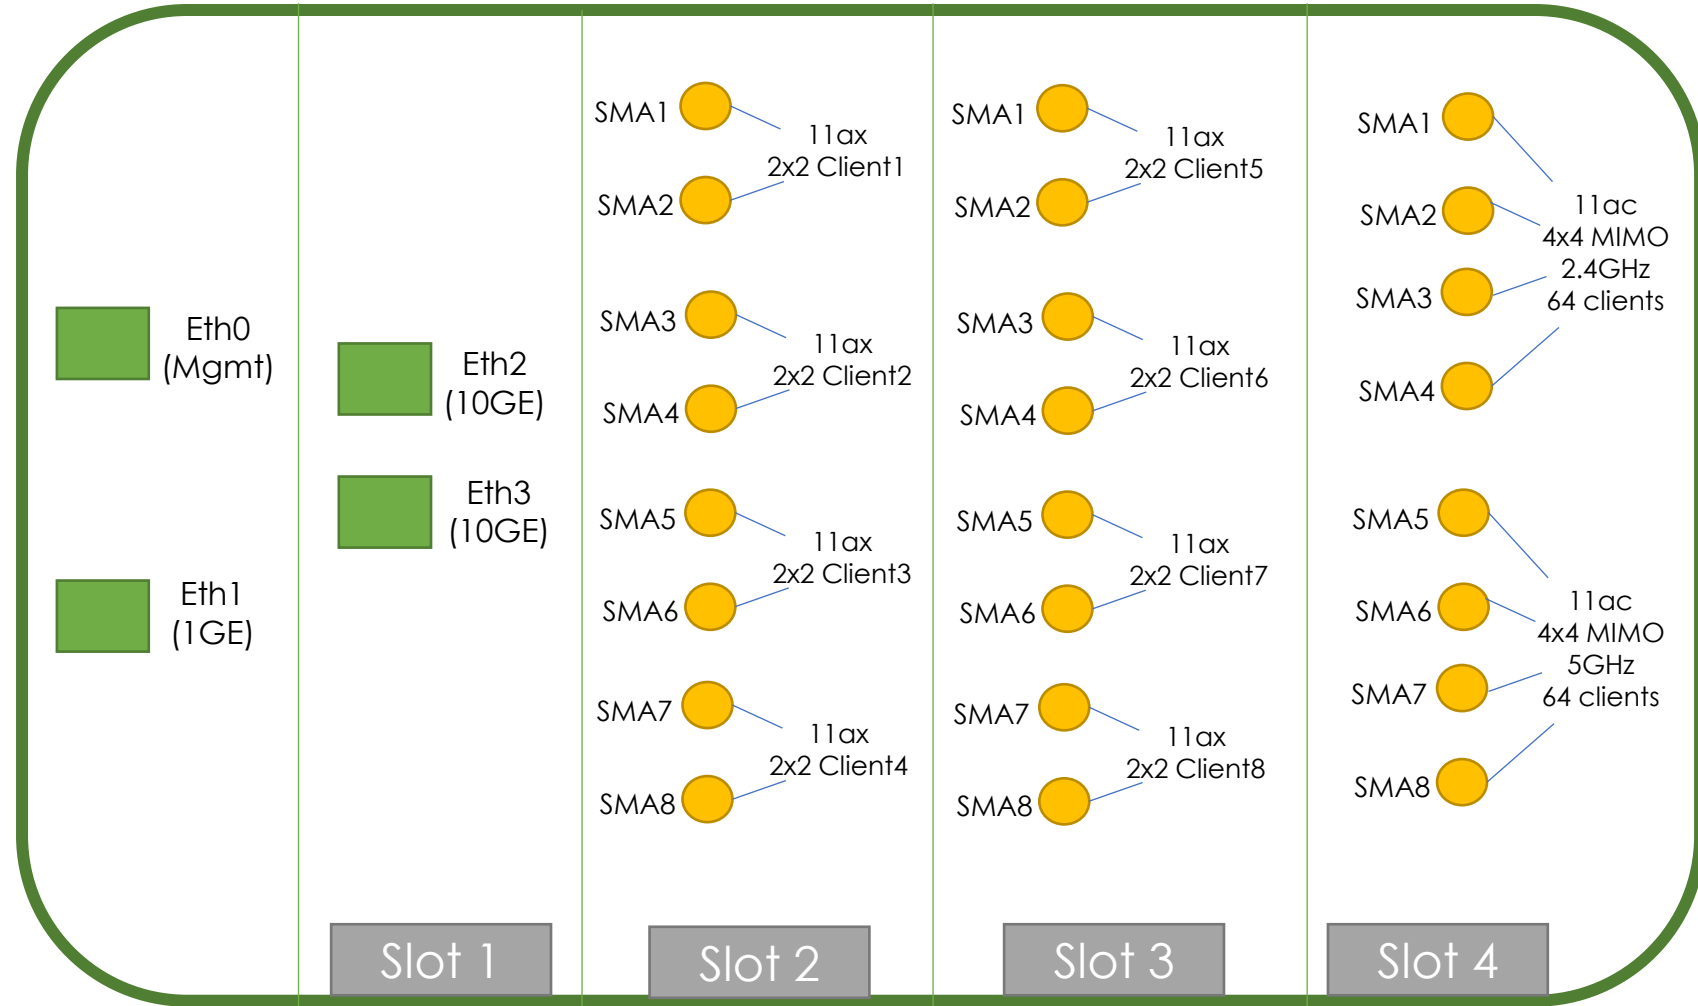 Eth0
(Mgmt)
Eth1
(1GE)
Eth2
(10GE)
Eth3
(10GE)
Slot 1
SMA1
SMA2
11ax
2x2 Client1
SMA3
SMA4
11ax
2x2 Client2
SMA5
SMA6
11ax
2x2 Client3
SMA7
SMA8
11ax
2x2 Client4
Slot 2
SMA1
SMA2
11ax
2x2 Client5
SMA3
SMA4
11ax
2x2 Client6
SMA5
SMA6
11ax
2x2 Client7
SMA7
SMA8
11ax
2x2 Client8
Slot 3
SMA1
SMA2
SMA3
SMA4
11ac
4x4 MIMO
2.4GHz
64 clients
SMA5
SMA6
SMA7
SMA8
11ac
4x4 MIMO
5GHz
64 clients
Slot 4